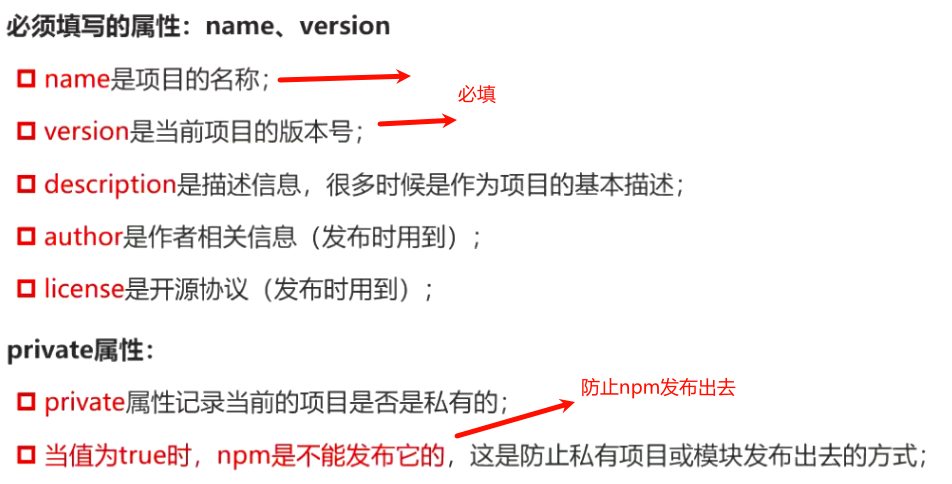 必须填写的属性：name、version
name是项目的名称；
必填
version是当前项目的版本号；
description是描述信息，很多时候是作为项目的基本描述；
author是作者相关信息（发布时用到）；
license是开源协议（发布时用到）；
private属性：
防止npm发布出去
private属性记录当前的项目是否是私有的；
当值为true时，npm是不能发布它的，这是防止私有项目或模块发布出去的方式；